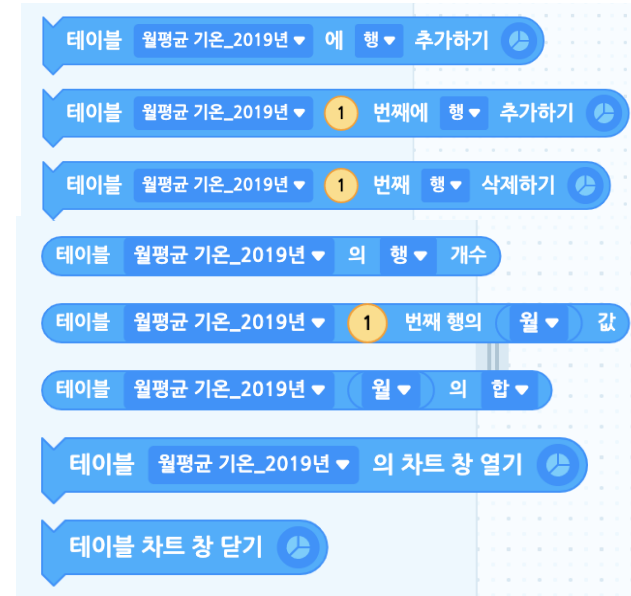 테이블 월평균 기온_2019년 에 행 추가하기
테이블 월평균 기온_2019년 1 번째에 행 추가하기
테이블 월평균 기온_2019년 1 번째 행 삭제하기
테이블 월평균 기온_2019년 의 행 개수
테이블 월평균 기온_2019년 1 번째 행의 월 값
테이블 월평균 기온_2019년 월 의 합
테이블 월평균 기온_2019년 의 차트 창 열기
테이블 차트 창 닫기